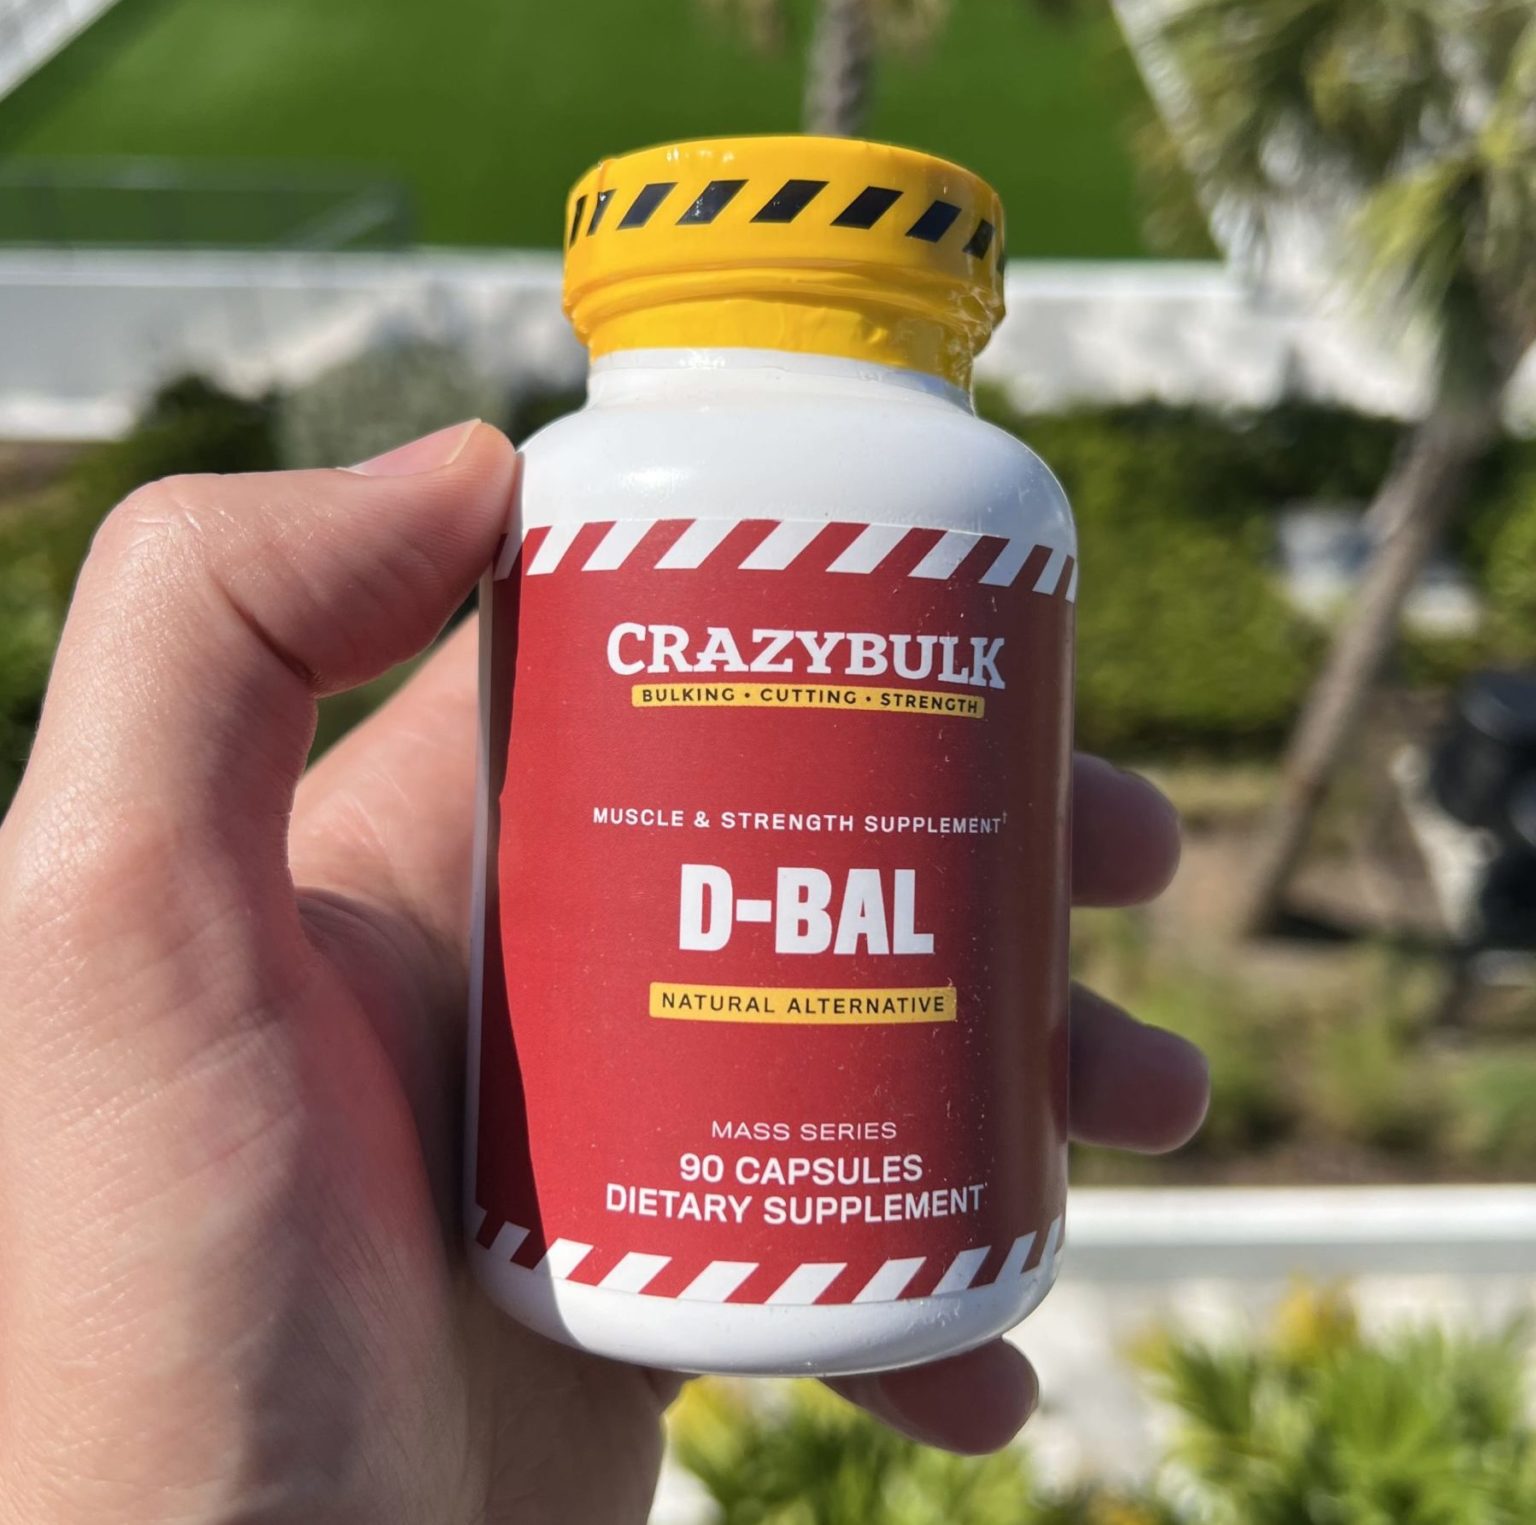 CRAZYBULK
BULKING • CUTTING • STRENGTH
MUSCLE & STRENGTH SUPPLEMENT†
D-BAL
NATURAL ALTERNATIVE
MASS SERIES
90 CAPSULES
DIETARY SUPPLEMENT